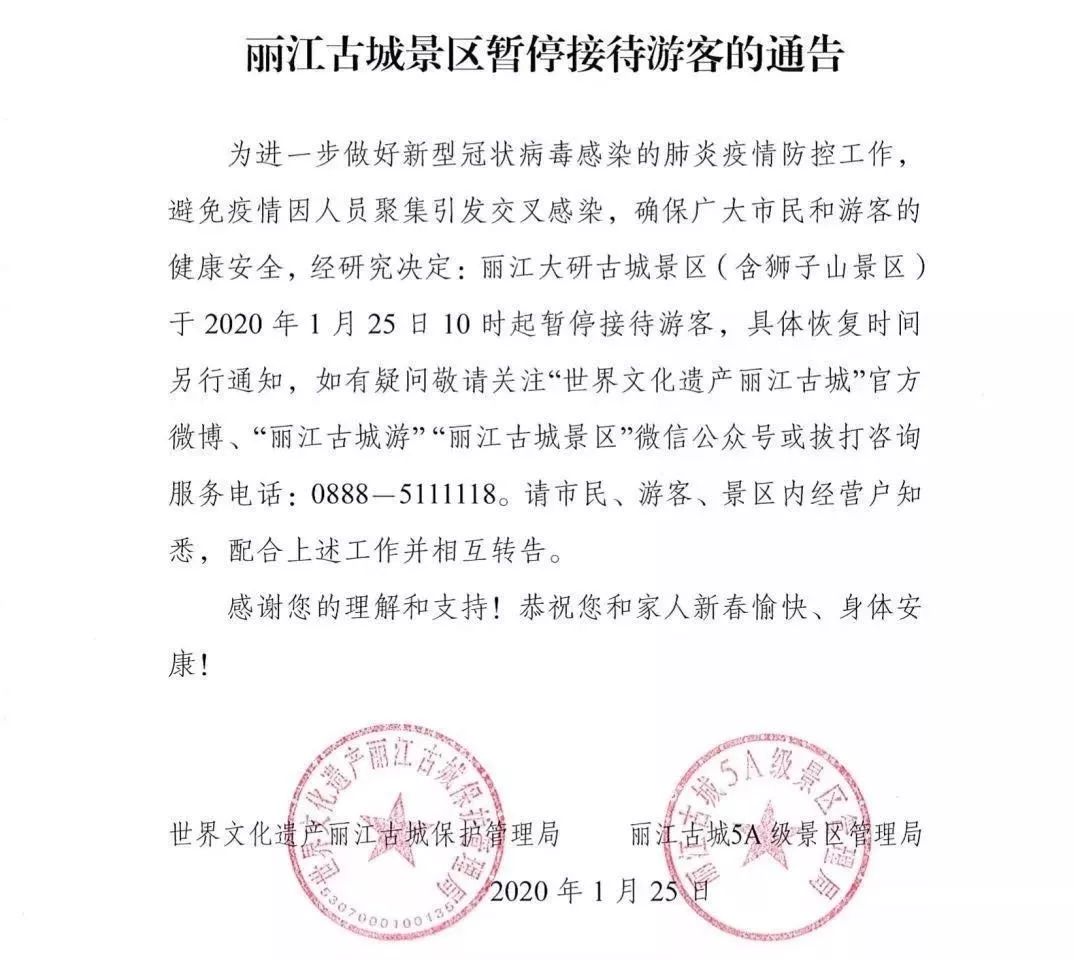 丽江古城景区暂停接待游客的通告
为进一步做好新型冠状病毒感染的肺炎疫情防控工作，
避免疫情因人员聚集引发交叉感染，确保广大市民和游客的
健康安全，经研究决定：丽江大研古城景区（含狮子山景区）
于 2020 年 1 月 25 日 10 时起暂停接待游客，具体恢复时间
另行通知，如有疑问敬请关注“世界文化遗产丽江古城”官方
微博、“丽江古城游”“丽江古城景区”微信公众号或拔打咨询
服务电话：0888—5111118。请市民、游客、景区内经营户知
悉，配合上述工作并相互转告。
感谢您的理解和支持！恭祝您和家人新春愉快、身体安
康！
世界文化遗产丽江古城保护管理局
丽江古城5A级景区管理局
世界文化遗产丽江古城保护管理局 丽江古城5A级景区管理局
5307000100135
2020 年 1 月 25 日